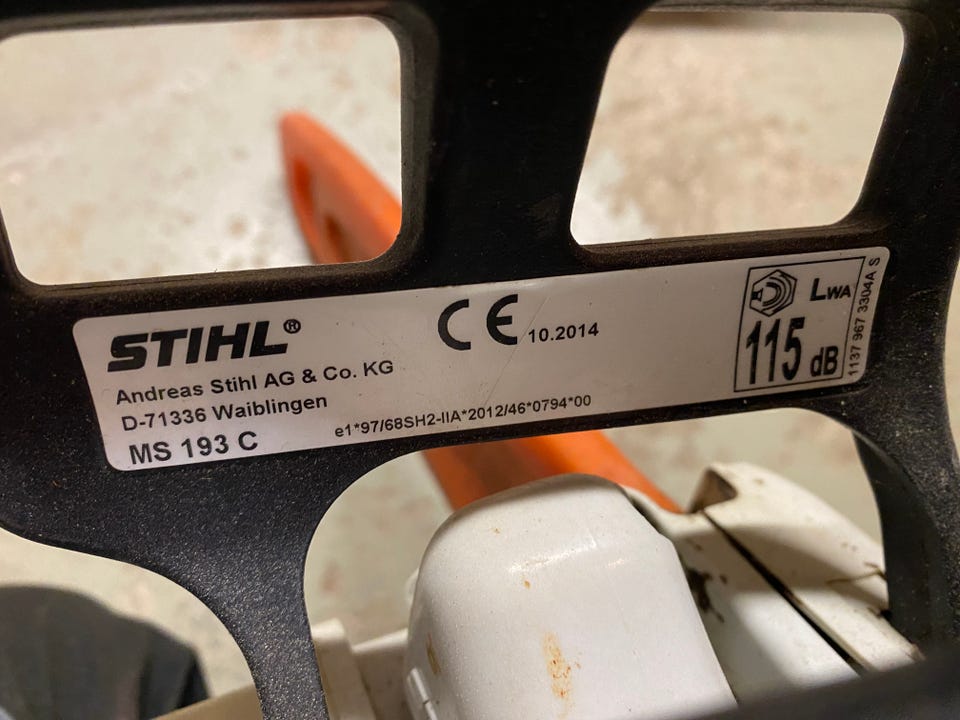 STIHL®
Andreas Stihl AG & Co. KG
D-71336 Waiblingen
MS 193 C
CE 10.2014
e1*97/68SH2-IIA*2012/46*0794*00
LWA
115 dB
1137 967 3304A S